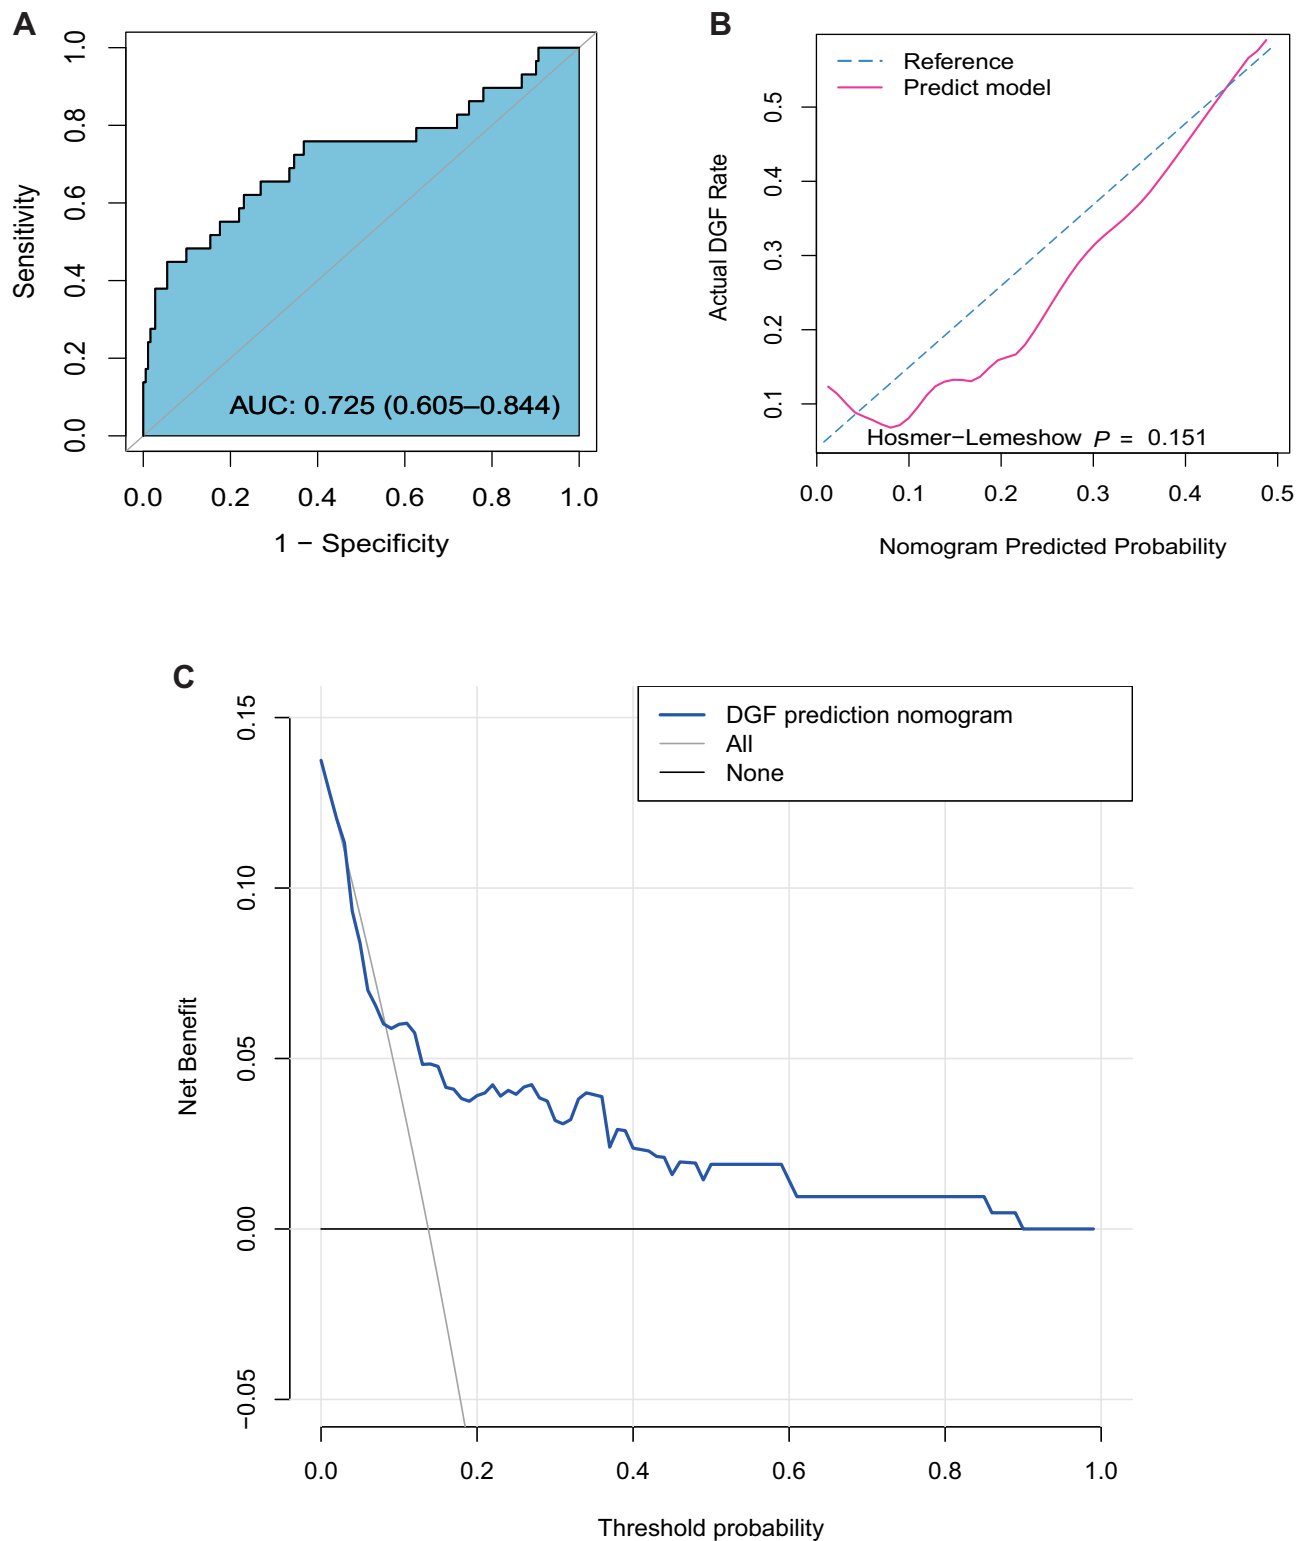 A
1.0
0.8
0.6
0.4
0.2
0.0
Sensitivity
AUC: 0.725 (0.605–0.844)
0.0 0.2 0.4 0.6 0.8 1.0
1 − Specificity
B
Reference
Predict model
0.5
0.4
0.3
0.2
0.1
Actual DGF Rate
Hosmer−Lemeshow P = 0.151
0.0 0.1 0.2 0.3 0.4 0.5
Nomogram Predicted Probability
C
DGF prediction nomogram
All
None
0.15
0.10
0.05
0.00
−0.05
Net Benefit
0.0 0.2 0.4 0.6 0.8 1.0
Threshold probability